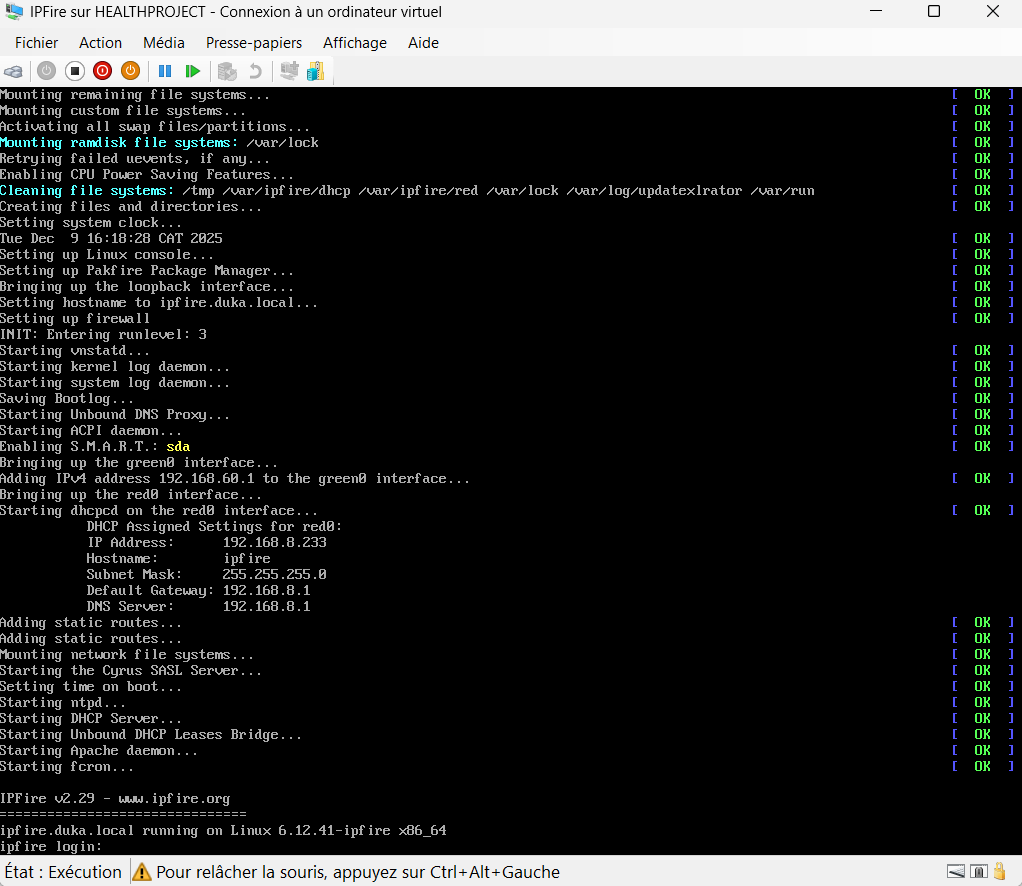 IPFire sur HEALTHPROJECT - Connexion à un ordinateur virtuel
Fichier Action Média Presse-papiers Affichage Aide
Mounting remaining file systems... [ OK ]
Mounting custom file systems... [ OK ]
Activating all swap files/partitions... [ OK ]
Mounting ramdisk file systems: /var/lock [ OK ]
Retrying failed uevents, if any... [ OK ]
Enabling CPU Power Saving Features... [ OK ]
Cleaning file systems: /tmp /var/ipfire/dhcp /var/ipfire/red /var/lock /var/log/updatexlrator /var/run [ OK ]
Creating files and directories... [ OK ]
Setting system clock...
Tue Dec  9 16:18:28 CAT 2025 [ OK ]
Setting up Linux console... [ OK ]
Setting up Pakfire Package Manager... [ OK ]
Bringing up the loopback interface... [ OK ]
Setting hostname to ipfire.duka.local... [ OK ]
Setting up firewall [ OK ]
INIT: Entering runlevel: 3
Starting vnstatd... [ OK ]
Starting kernel log daemon... [ OK ]
Starting system log daemon... [ OK ]
Saving Bootlog... [ OK ]
Starting Unbound DNS Proxy... [ OK ]
Starting ACPI daemon... [ OK ]
Enabling S.M.A.R.T.: sda [ OK ]
Bringing up the green0 interface...
Adding IPv4 address 192.168.60.1 to the green0 interface... [ OK ]
Bringing up the red0 interface...
Starting dhcpcd on the red0 interface... [ OK ]
DHCP Assigned Settings for red0:
IP Address: 192.168.8.233
Hostname: ipfire
Subnet Mask: 255.255.255.0
Default Gateway: 192.168.8.1
DNS Server: 192.168.8.1
Adding static routes... [ OK ]
Adding static routes... [ OK ]
Mounting network file systems... [ OK ]
Starting the Cyrus SASL Server... [ OK ]
Setting time on boot... [ OK ]
Starting ntpd... [ OK ]
Starting DHCP Server... [ OK ]
Starting Unbound DHCP Leases Bridge... [ OK ]
Starting Apache daemon... [ OK ]
Starting fcron... [ OK ]
IPFire v2.29 - www.ipfire.org
===============================
ipfire.duka.local running on Linux 6.12.41-ipfire x86_64
ipfire login:
État : Exécution Pour relâcher la souris, appuyez sur Ctrl+Alt+Gauche